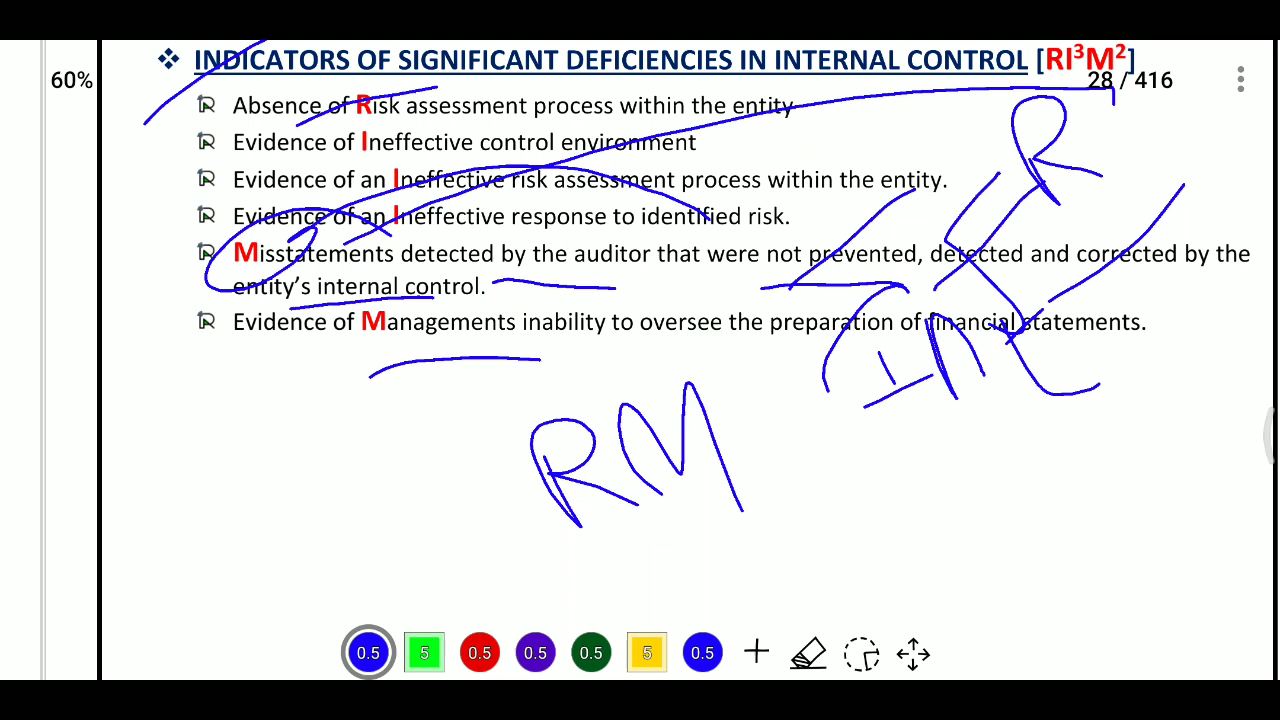 ❖ INDICATORS OF SIGNIFICANT DEFICIENCIES IN INTERNAL CONTROL [RI³M²]
60%
28 / 416
Absence of Risk assessment process within the entity
Evidence of Ineffective control environment
Evidence of an Ineffective risk assessment process within the entity.
Evidence of an Ineffective response to identified risk.
Misstatements detected by the auditor that were not prevented, detected and corrected by the
entity’s internal control.
Evidence of Managements inability to oversee the preparation of financial statements.
R
RM
0.5 5 0.5 0.5 0.5 5 0.5